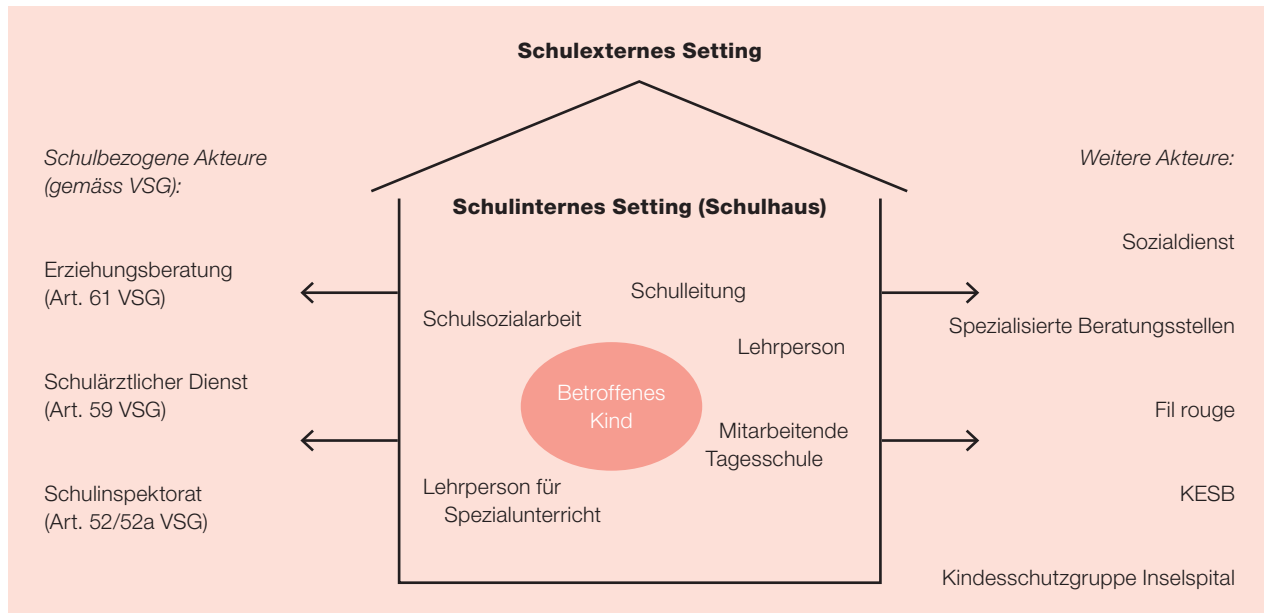 Schulexternes Setting
Schulbezogene Akteure
(gemäss VSG):
Erziehungsberatung
(Art. 61 VSG)
Schulärztlicher Dienst
(Art. 59 VSG)
Schulinspektorat
(Art. 52/52a VSG)
Schulinternes Setting (Schulhaus)
Schulleitung
Schulsozialarbeit
Lehrperson
Betroffenes
Kind
Mitarbeitende
Tagesschule
Lehrperson für
Spezialunterricht
Weitere Akteure:
Sozialdienst
Spezialisierte Beratungsstellen
Fil rouge
KESB
Kindesschutzgruppe Inselspital